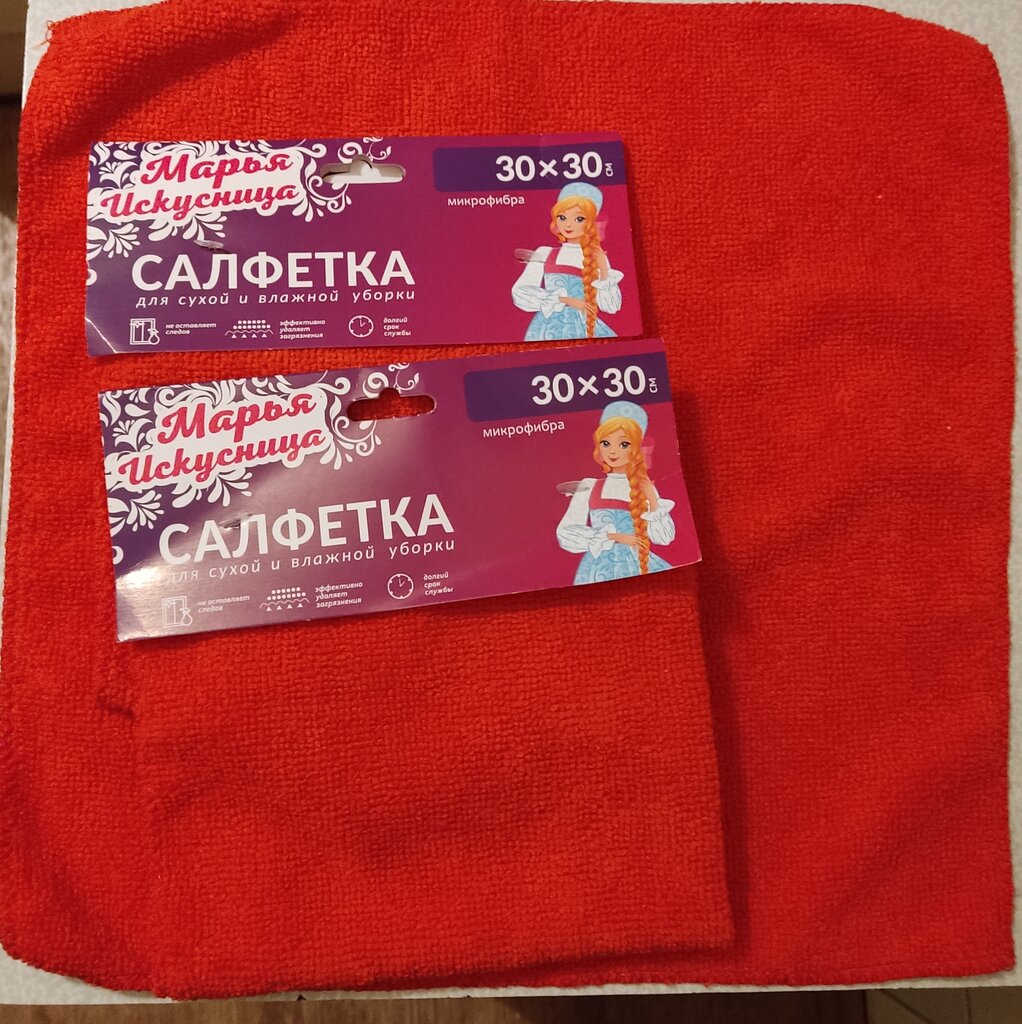 Марья
Искусница
30×30 см
микрофибра
САЛФЕТКА
для сухой и влажной уборки
не оставляет
следов
эффективно
удаляет
загрязнения
долгий
срок
службы
Марья
Искусница
30×30 см
микрофибра
САЛФЕТКА
для сухой и влажной уборки
не оставляет
следов
эффективно
удаляет
загрязнения
долгий
срок
службы